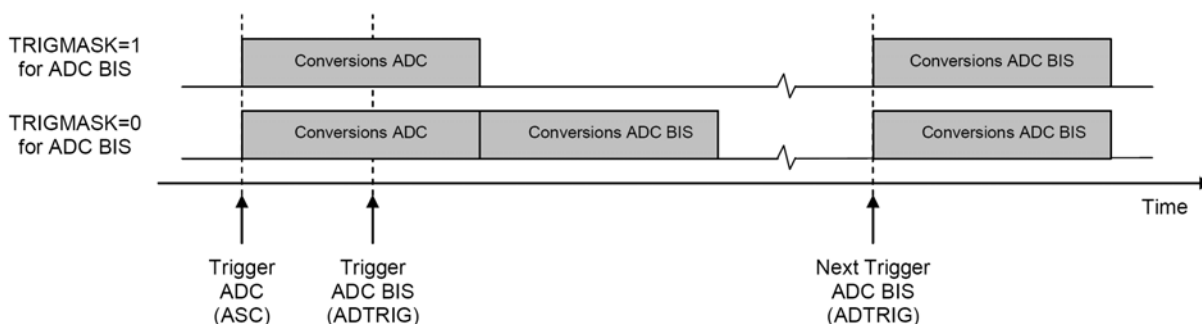 TRIGMASK=1
for ADC BIS
Conversions ADC
Conversions ADC BIS
TRIGMASK=0
for ADC BIS
Conversions ADC
Conversions ADC BIS
Conversions ADC BIS
Time
Trigger
ADC
(ASC)
Trigger
ADC BIS
(ADTRIG)
Next Trigger
ADC BIS
(ADTRIG)